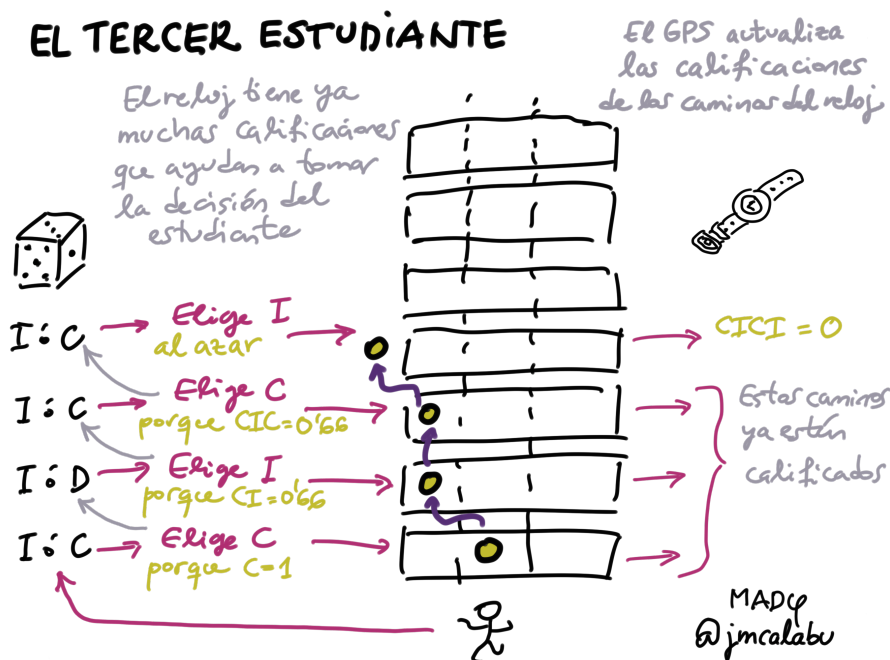 EL TERCER ESTUDIANTE
El GPS actualiza
las calificaciones
de los caminos del reloj
El reloj tiene ya
muchas calificaciones
que ayudan a tomar
la decisión del
estudiante
I ó C
Elige I
al azar
CICI = 0
I ó C
Elige C
porque CIC=0'66
Estos caminos
ya están
calificados
I ó D
Elige I
porque CI=0'66
I ó C
Elige C
porque C=1
MADφ
@jmcalabu